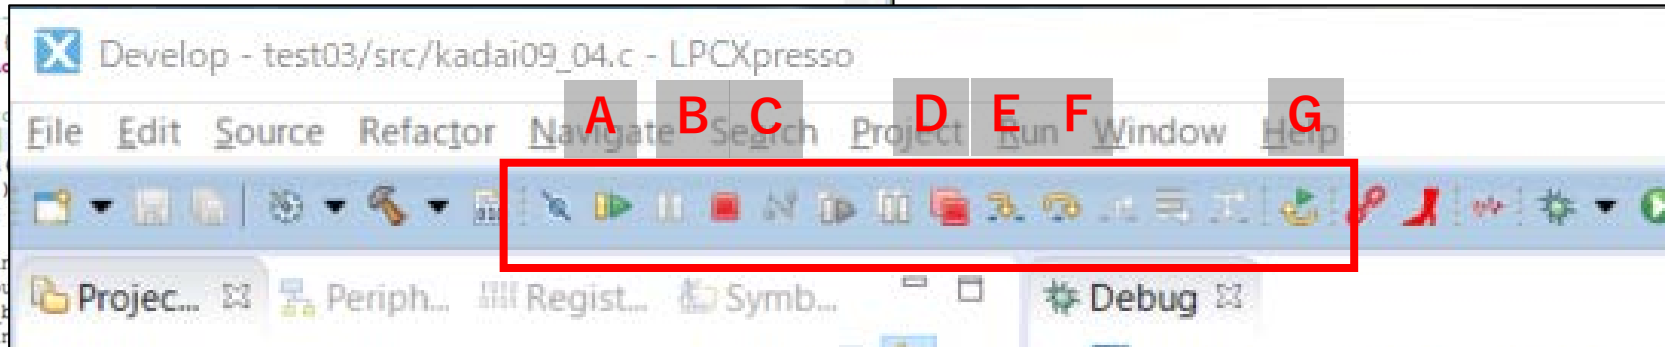 Develop - test03/src/kadai09_04.c - LPCXpresso
A B C D E F G
File Edit Source Refactor Navigate Search Project Run Window Help
Projec... Periph... Regist... Symb... Debug